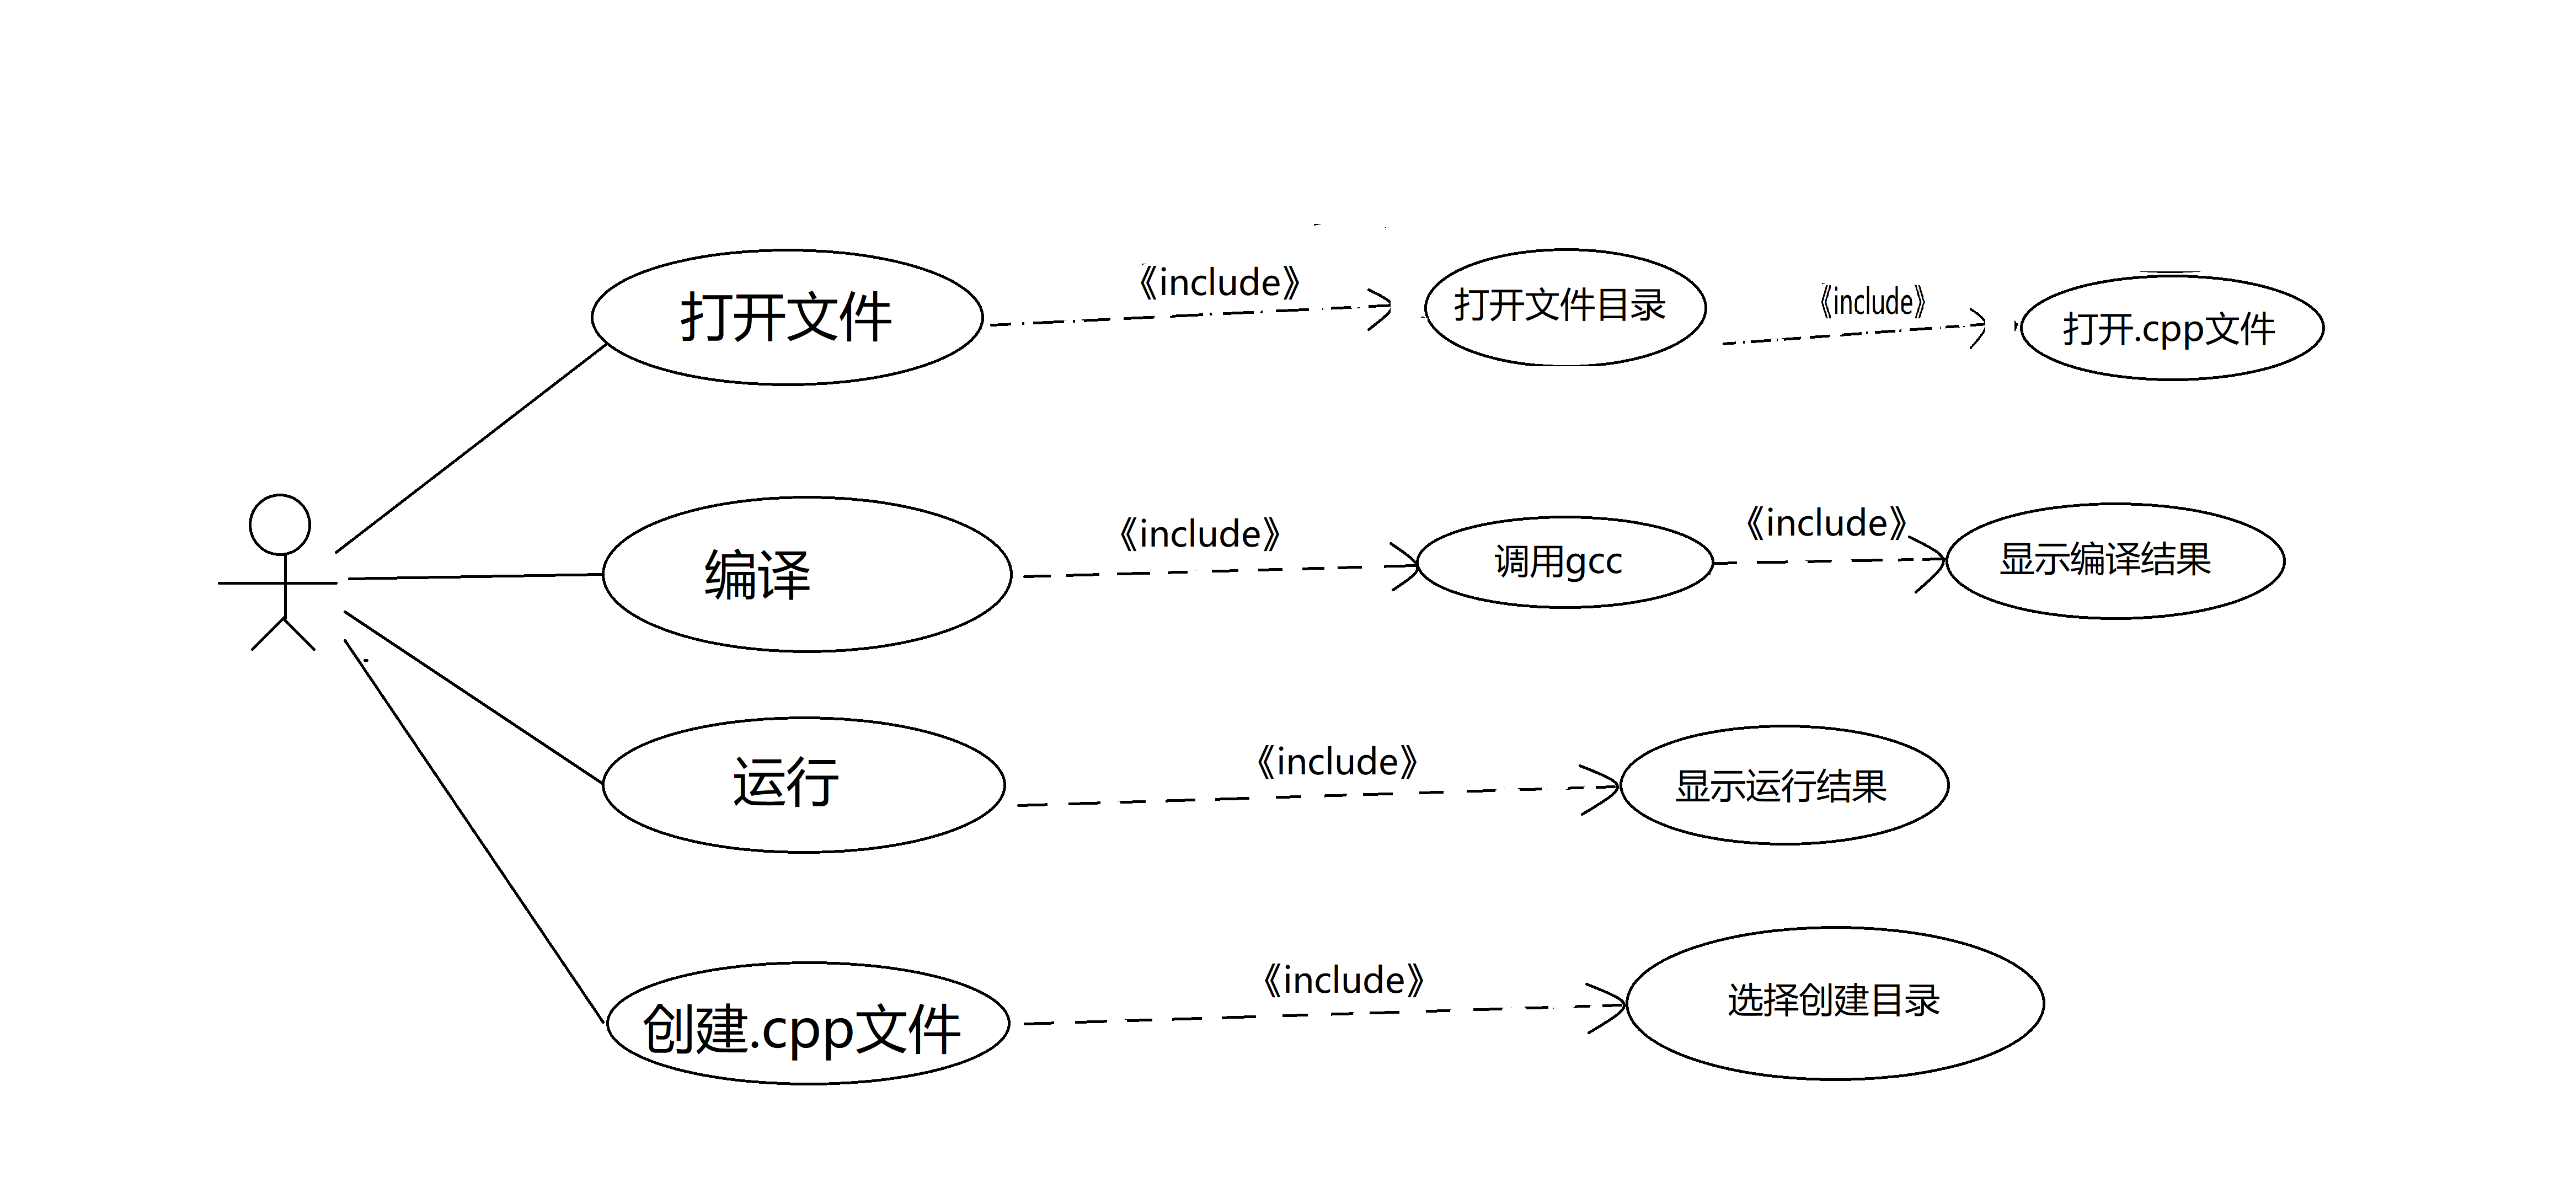 打开文件
《include》
打开文件目录
《include》
打开.cpp文件
编译
《include》
调用gcc
《include》
显示编译结果
运行
《include》
显示运行结果
创建.cpp文件
《include》
选择创建目录